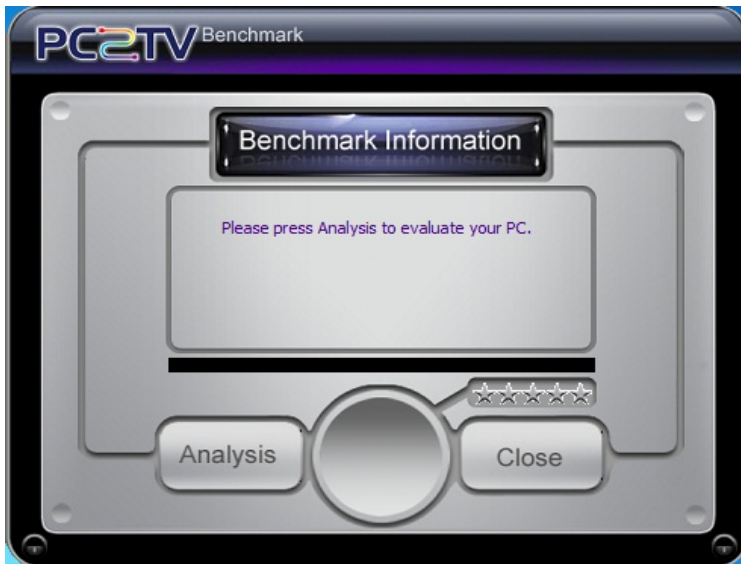 PC2TV Benchmark
Benchmark Information
Please press Analysis to evaluate your PC.
Analysis
Close